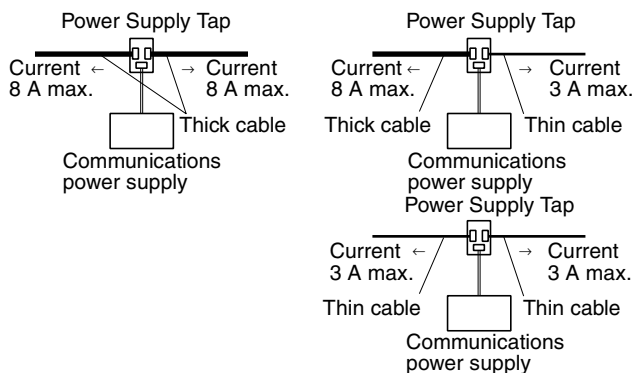 Power Supply Tap
Current ← → Current
8 A max. 8 A max.
Thick cable
Communications
power supply
Power Supply Tap
Current ← → Current
8 A max. 3 A max.
Thick cable Thin cable
Communications
power supply
Power Supply Tap
Current ← → Current
3 A max. 3 A max.
Thin cable Thin cable
Communications
power supply